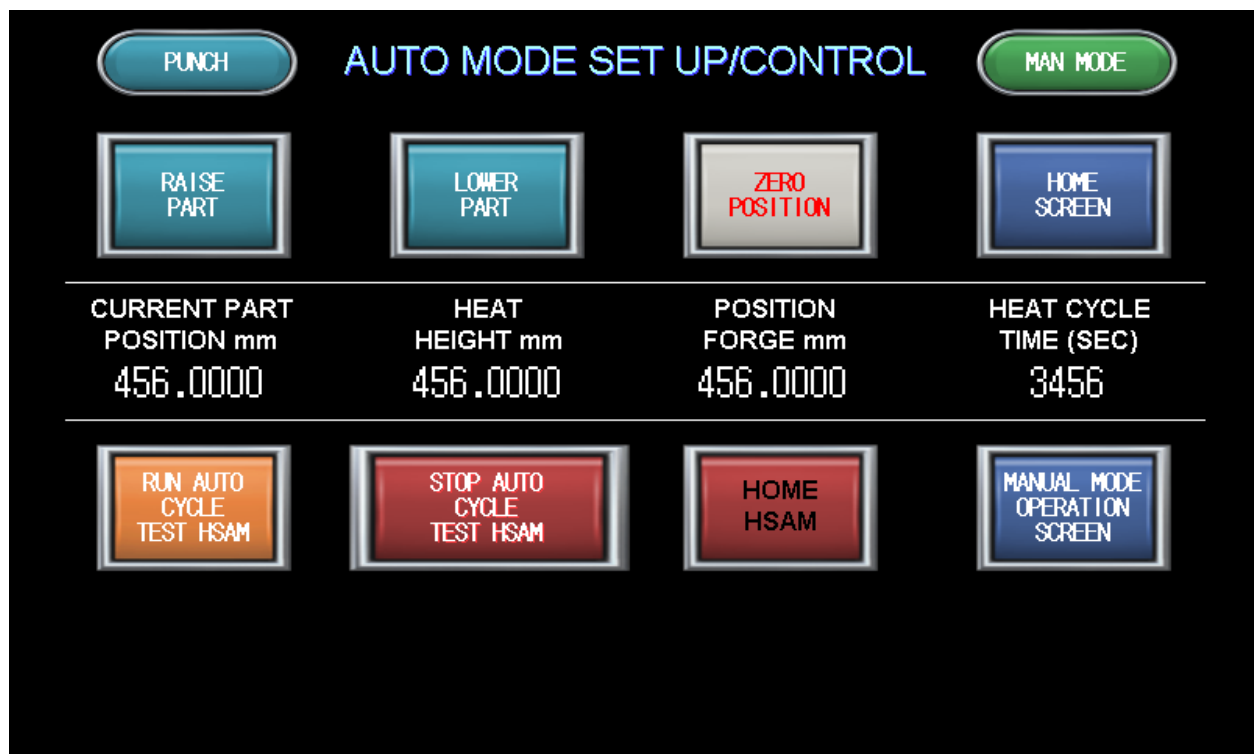 PUNCH
AUTO MODE SET UP/CONTROL
MAN MODE
RAISE
PART
LOWER
PART
ZERO
POSITION
HOME
SCREEN
CURRENT PART
POSITION mm
456.0000
HEAT
HEIGHT mm
456.0000
POSITION
FORGE mm
456.0000
HEAT CYCLE
TIME (SEC)
3456
RUN AUTO
CYCLE
TEST HSAM
STOP AUTO
CYCLE
TEST HSAM
HOME
HSAM
MANUAL MODE
OPERATION
SCREEN